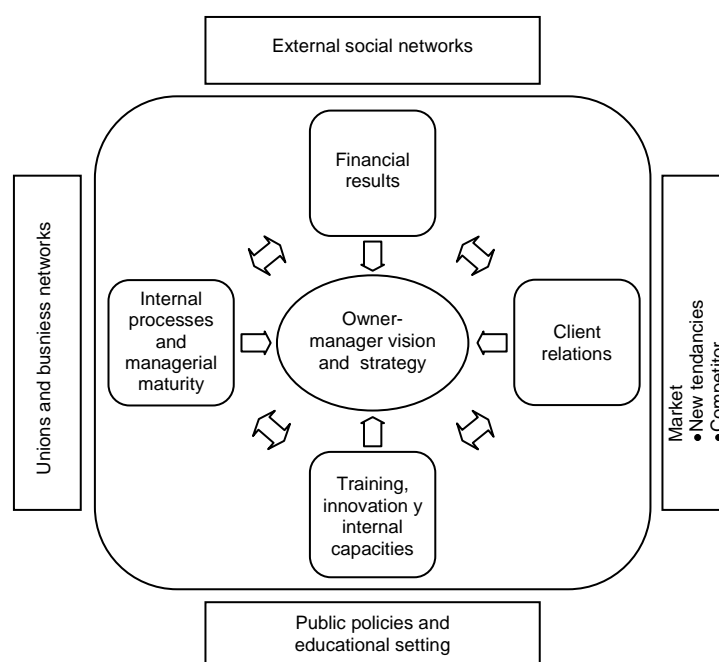 External social networks
Financial
results
Unions and busniess networks
Internal
processes
and
managerial
maturity
Owner-
manager vision
and strategy
Client
relations
Market
•New tendancies
•Competitor
Training,
innovation y
internal
capacities
Public policies and
educational setting